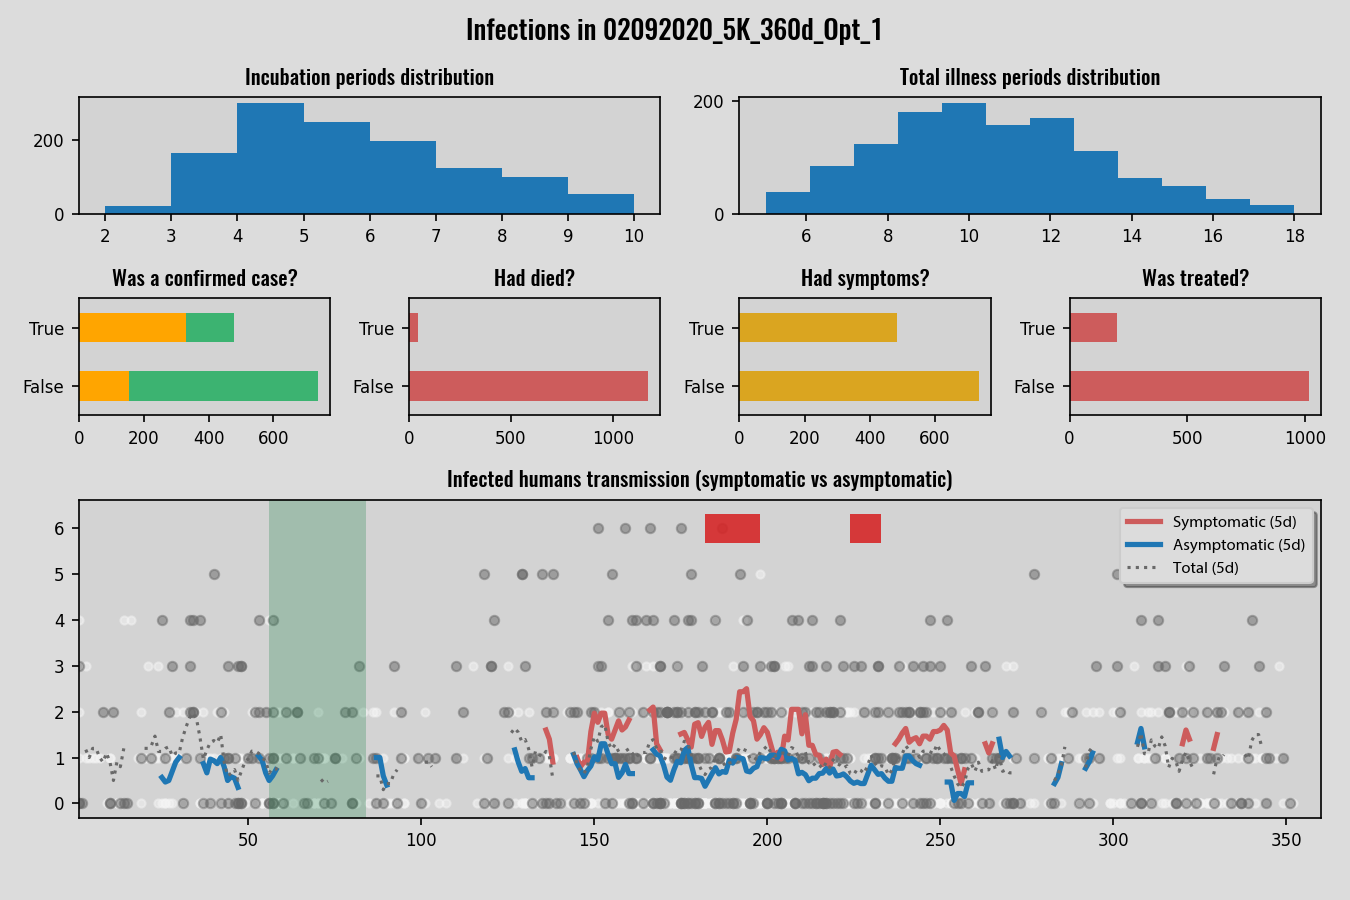 Infections in 02092020_5K_360d_Opt_1
Incubation periods distribution
Total illness periods distribution
200
0
2 3 4 5 6 7 8 9 10
200
0
6 8 10 12 14 16 18
Was a confirmed case?
Had died?
Had symptoms?
Was treated?
True
False
0 200 400 600
True
False
0 500 1000
True
False
0 200 400 600
True
False
0 500 1000
Infected humans transmission (symptomatic vs asymptomatic)
6
5
4
3
2
1
0
Symptomatic (5d)
Asymptomatic (5d)
Total (5d)
50 100 150 200 250 300 350